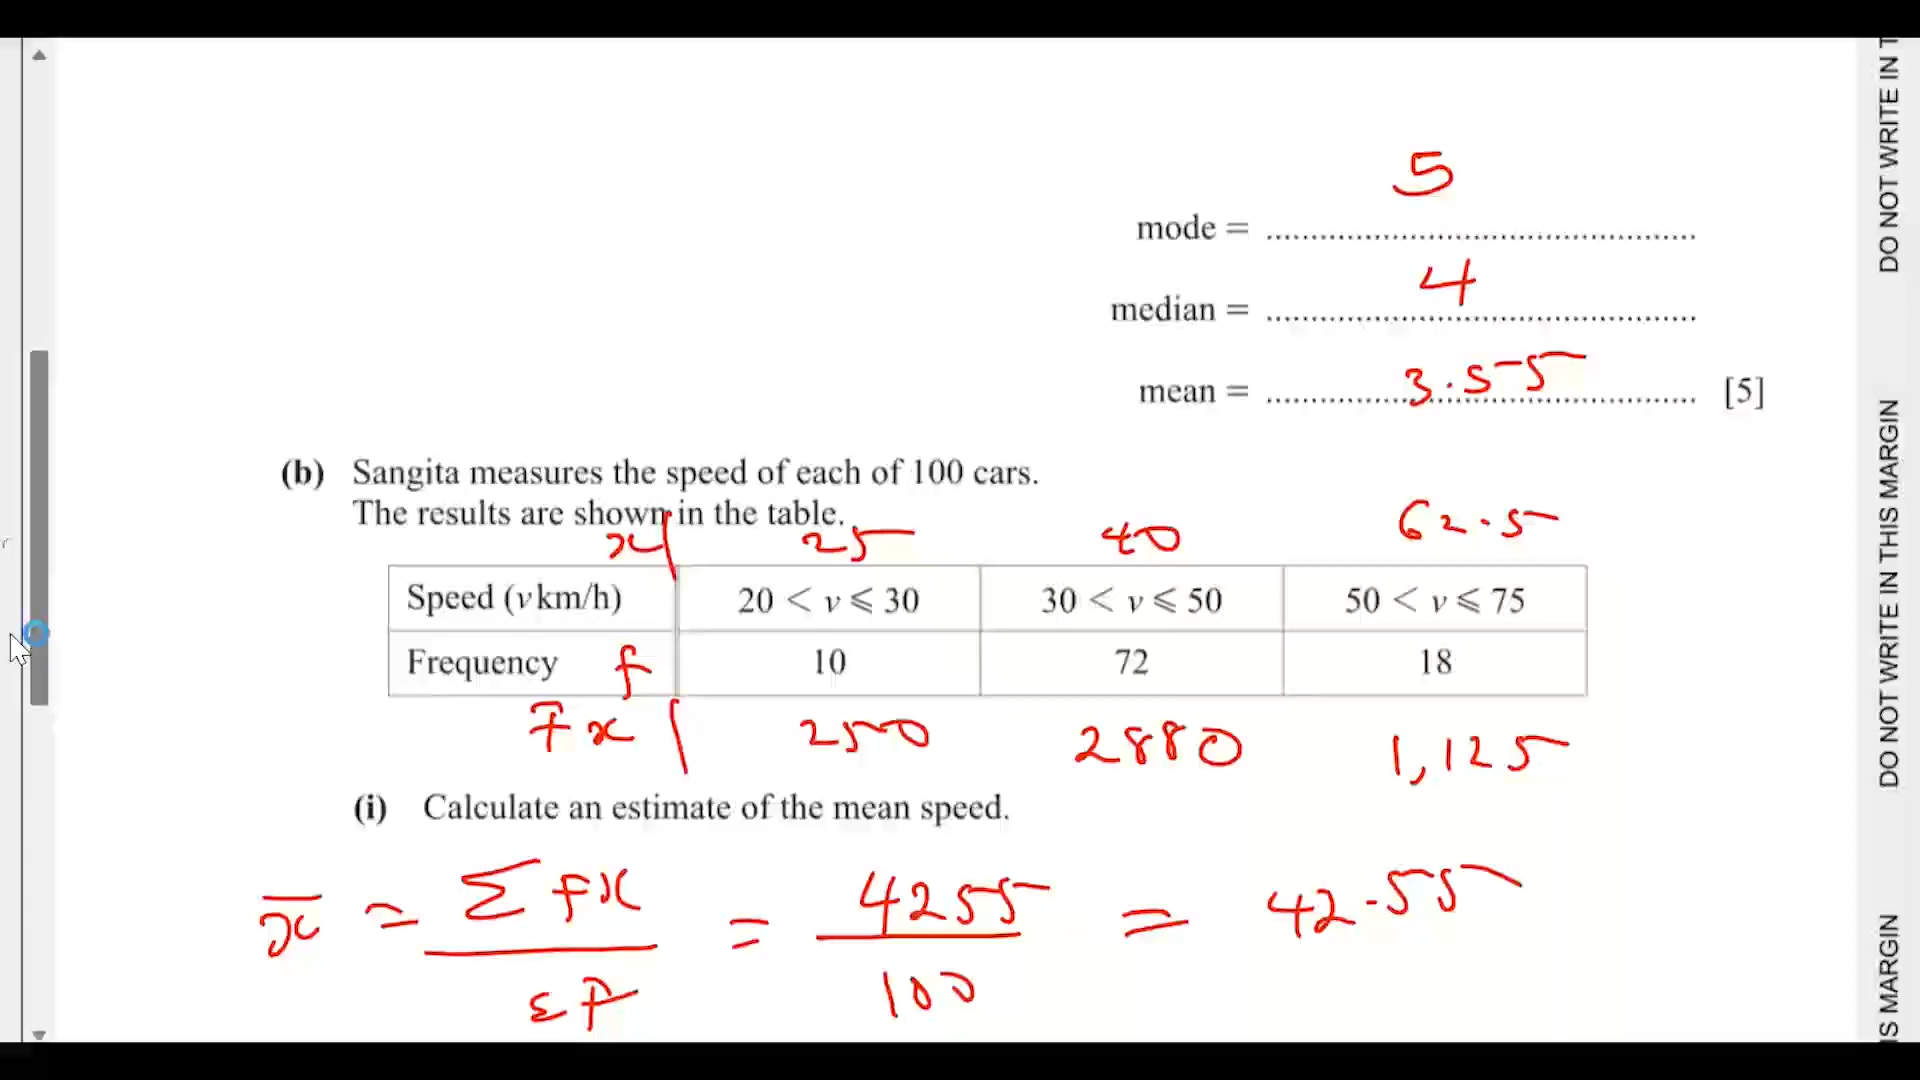 5
mode = ................................................
4
median = ................................................
mean = 3.55 [5]
(b) Sangita measures the speed of each of 100 cars.
The results are shown in the table.
x 25 40 62.5
Speed (v km/h) 20 < v ⩽ 30 30 < v ⩽ 50 50 < v ⩽ 75
Frequency f 10 72 18
Fx 250 2880 1,125
(i) Calculate an estimate of the mean speed.
x̄ = Σfx / Σf = 4255 / 100 = 42.55
DO NOT WRITE IN T
DO NOT WRITE IN THIS MARGIN
IS MARGIN